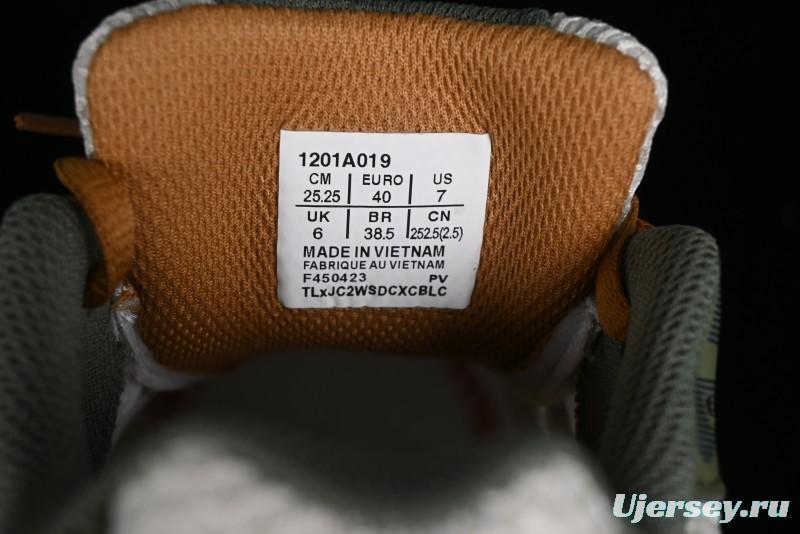 1201A019
CM EURO US
25.25 40 7
UK BR CN
6 38.5 252.5(2.5)
MADE IN VIETNAM
FABRIQUE AU VIETNAM
F450423 PV
TLxJC2WSDCXCBLC
Ujersey.ru